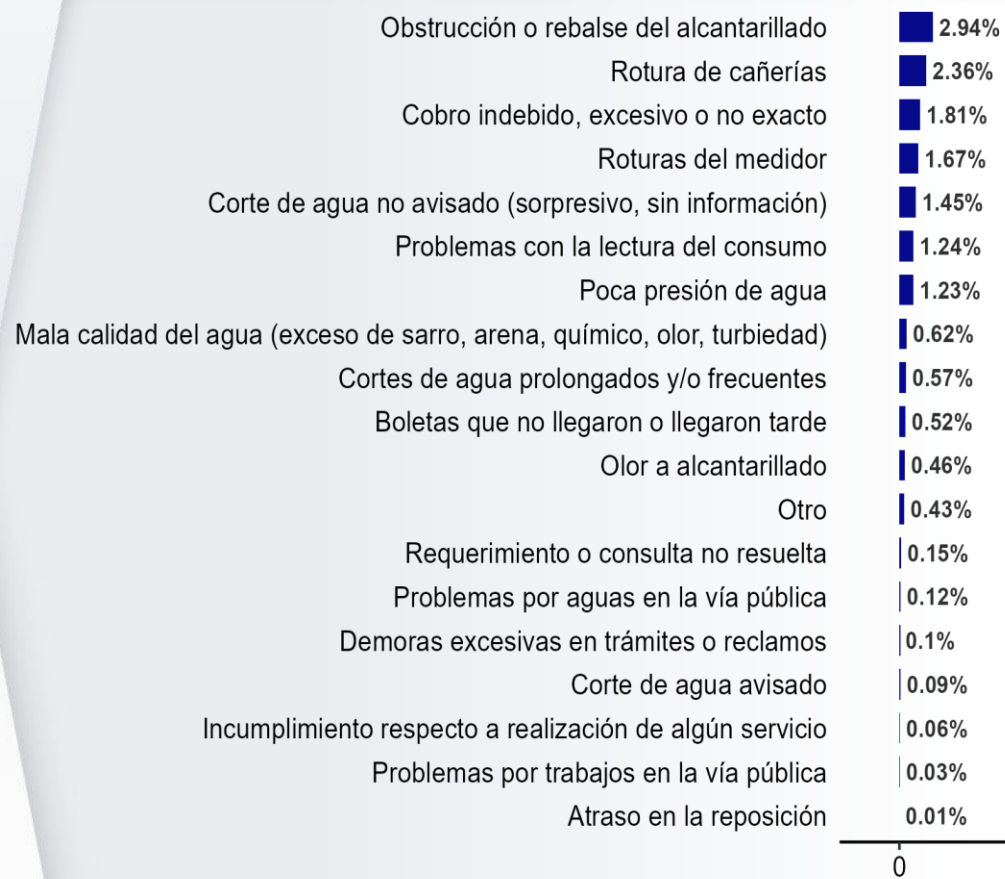 Obstrucción o rebalse del alcantarillado 2.94%
Rotura de cañerías 2.36%
Cobro indebido, excesivo o no exacto 1.81%
Roturas del medidor 1.67%
Corte de agua no avisado (sorpresivo, sin información) 1.45%
Problemas con la lectura del consumo 1.24%
Poca presión de agua 1.23%
Mala calidad del agua (exceso de sarro, arena, químico, olor, turbiedad) 0.62%
Cortes de agua prolongados y/o frecuentes 0.57%
Boletas que no llegaron o llegaron tarde 0.52%
Olor a alcantarillado 0.46%
Otro 0.43%
Requerimiento o consulta no resuelta 0.15%
Problemas por aguas en la vía pública 0.12%
Demoras excesivas en trámites o reclamos 0.1%
Corte de agua avisado 0.09%
Incumplimiento respecto a realización de algún servicio 0.06%
Problemas por trabajos en la vía pública 0.03%
Atraso en la reposición 0.01%
0